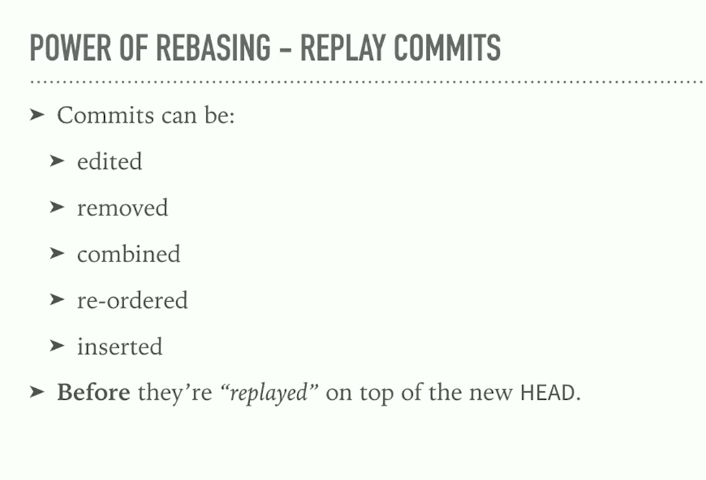 POWER OF REBASING – REPLAY COMMITS
➤ Commits can be:
➤ edited
➤ removed
➤ combined
➤ re-ordered
➤ inserted
➤ Before they’re “replayed” on top of the new HEAD.